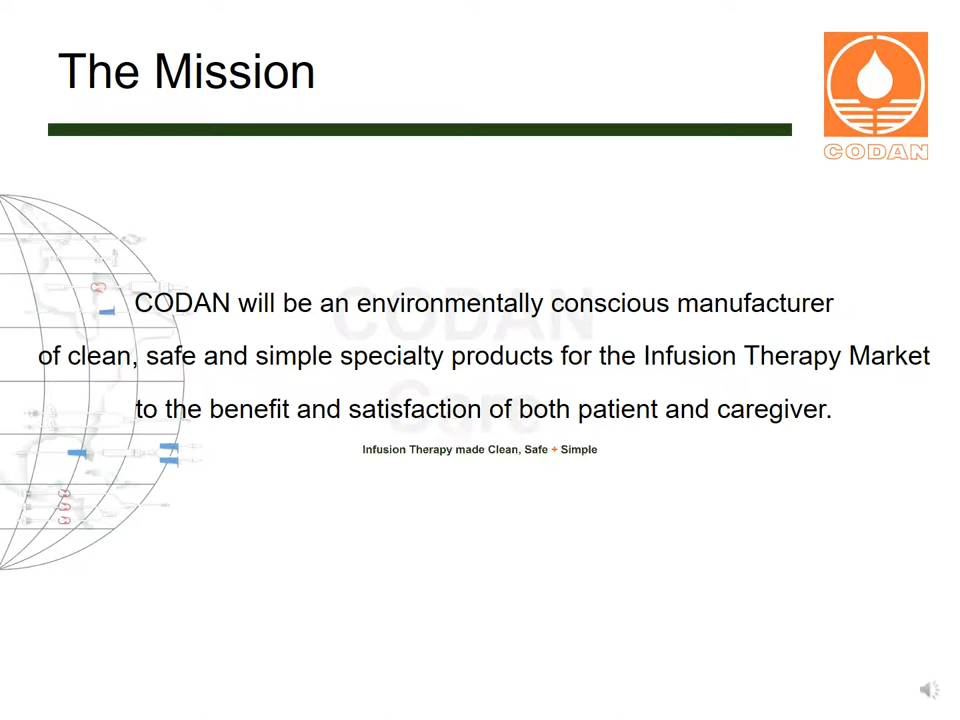 The Mission
CODAN
CODAN will be an environmentally conscious manufacturer
CODAN
of clean, safe and simple specialty products for the Infusion Therapy Market
Care
to the benefit and satisfaction of both patient and caregiver.
Infusion Therapy made Clean, Safe + Simple